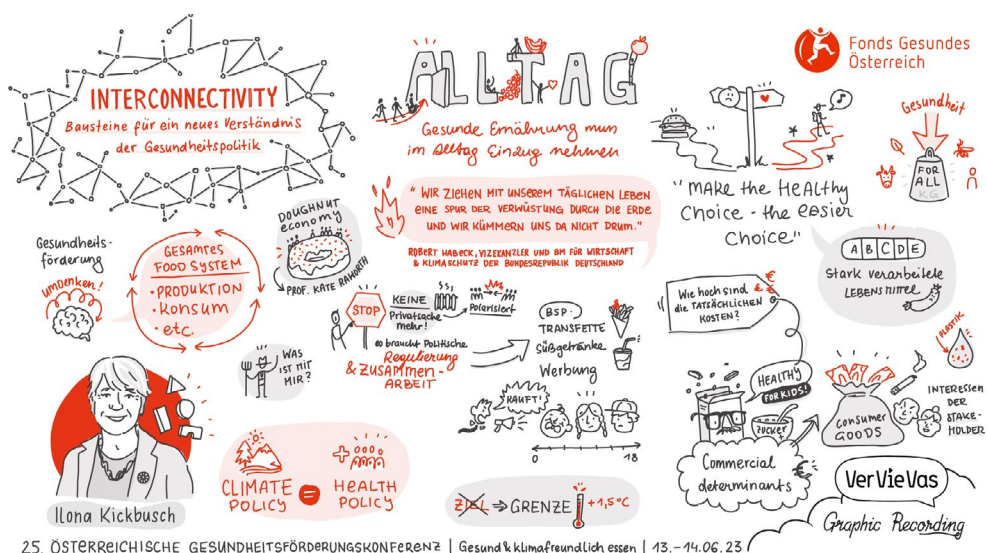 INTERCONNECTIVITY
Bausteine für ein neues Verständnis
der Gesundheitspolitik
ALLTAG
Gesunde Ernährung muss
im Alltag Einzug nehmen
Fonds Gesundes
Österreich
Gesundheit
FOR
ALL
K.G.
"MAKE the HEALthy
CHoice - the easier
CHoice"
" WIR ZIEHEN MIT UNSEREM TÄGLICHEN LEBEN
EINE SPUR DER VERWÜSTUNG DURCH DIE ERDE
UND WIR KÜMMERN UNS DA NICHT DRUM."
ROBERT HABECK, VIZEKANZLER UND BM FÜR WIRTSCHAFT
& KLIMASCHUTZ DER BUNDESREPUBLIK DEUTSCHLAND
Gesundheits-
förderung
UMDENKEN!
GESAMTES
FOOD SYSTEM
• PRODUKTION
• Konsum
• etc.
DOUGHNUT
economy
PROF. KATE RAWORTH
WAS
IST MIT
MIR?
STOP
KEINE
Privatsache
mehr!
Polarisiert
es braucht Politische
Regulierung
& ZUSAMMEN-
ARBEIT
BSP.
TRANSFETTE
Süßgetränke
Werbung
KAUFT!
0 18
A B C D E
Stark verarbeitete
LEBENSMITTEL
Wie hoch sind
die TATSÄCHLICHEN
KOSTEN?
€ € €
PLASTIK
HEALTHY
FOR KIDS!
ZUCKER
Commercial
determinants
€
consumer
GOODS
INTERESSEN
DER
STAKE-
HOLDER
Ilona Kickbusch
CLIMATE = HEALTH
POLICY POLICY
ZIEL ⇒ GRENZE +1,5°C
VerVieVas
Graphic Recording
25. ÖSTERREICHISCHE GESUNDHEITSFÖRDERUNGSKONFERENZ | Gesund & klimafreundlich essen | 13.-14.06.23